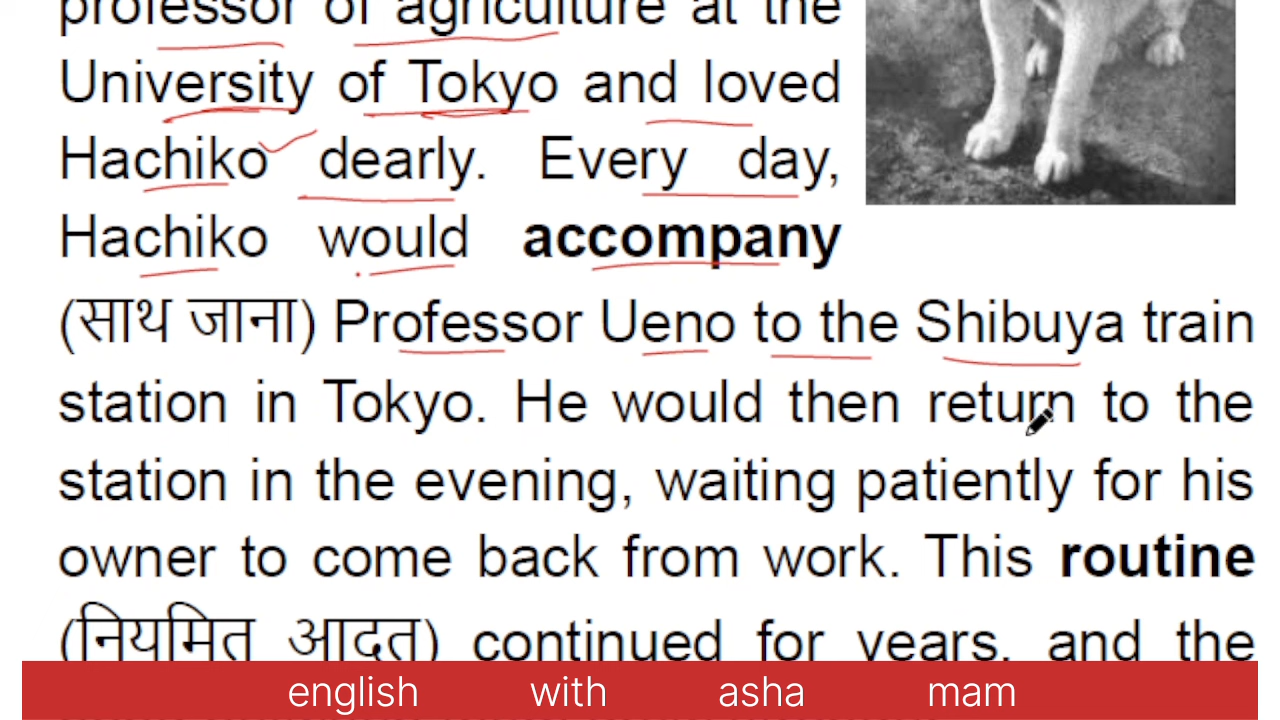 professor of agriculture at the
University of Tokyo and loved
Hachiko dearly. Every day,
Hachiko would accompany
(साथ जाना) Professor Ueno to the Shibuya train
station in Tokyo. He would then return to the
station in the evening, waiting patiently for his
owner to come back from work. This routine
(नियमित आदत) continued for years, and the
english with asha mam